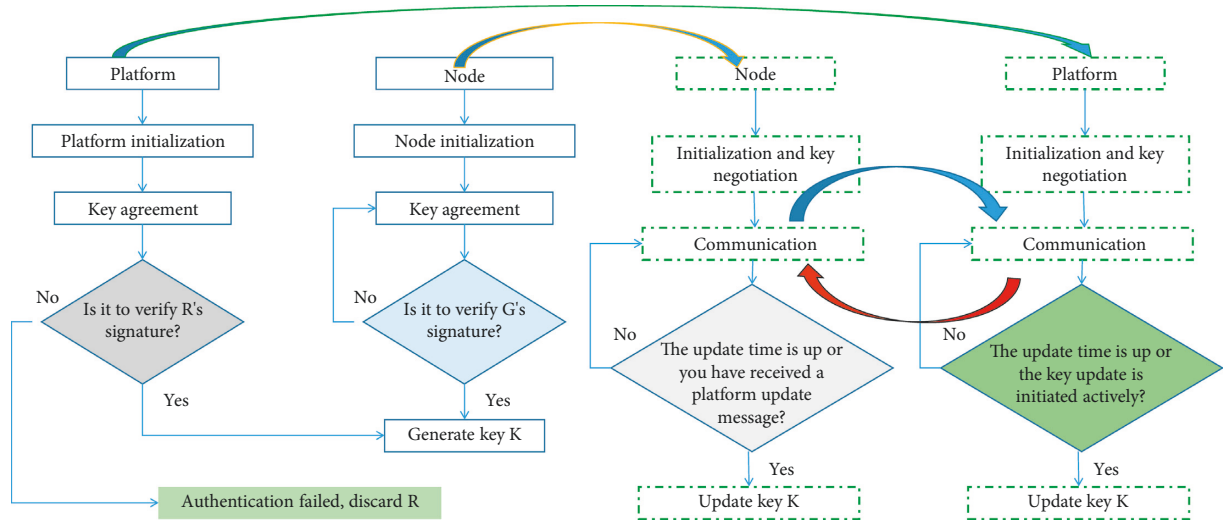 Platform
Node
Node
Platform
Platform initialization
Node initialization
Initialization and key
negotiation
Initialization and key
negotiation
Key agreement
Key agreement
Communication
Communication
No
Is it to verify R's
signature?
No
Is it to verify G's
signature?
No
The update time is up or
you have received a
platform update
message?
No
The update time is up or
the key update is
initiated actively?
Yes
Yes
Generate key K
Yes
Yes
Authentication failed, discard R
Update key K
Update key K